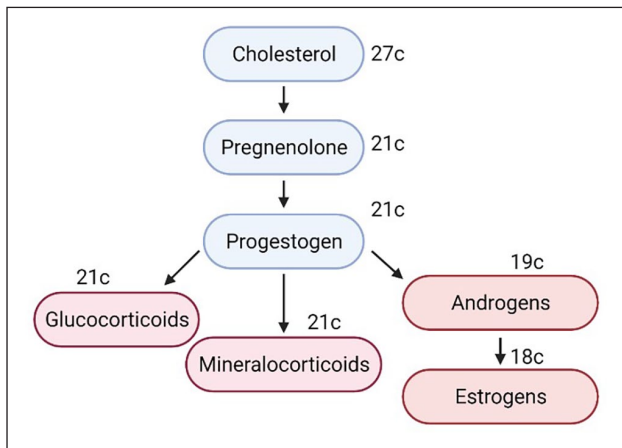 Cholesterol 27c
Pregnenolone 21c
21c
Progestogen
21c
Glucocorticoids
21c
Mineralocorticoids
19c
Androgens
18c
Estrogens